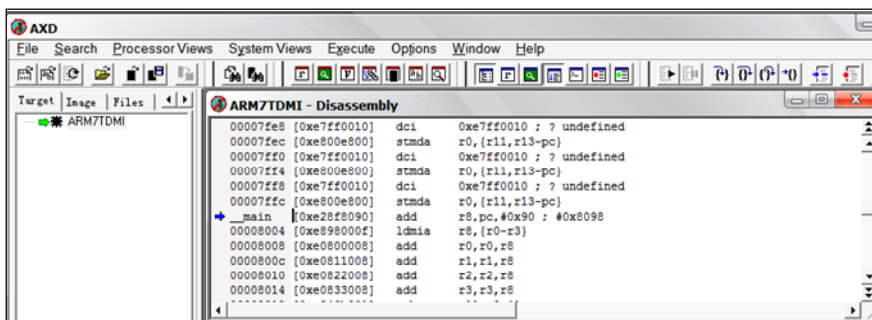 AXD
File Search Processor Views System Views Execute Options Window Help
Target Image Files
ARM7TDMI
ARM7TDMI - Disassembly
00007fe8 [0xe7ff0010] dci 0xe7ff0010 ; ? undefined
00007fec [0xe800e800] stmda r0,{r11,r13-pc}
00007ff0 [0xe7ff0010] dci 0xe7ff0010 ; ? undefined
00007ff4 [0xe800e800] stmda r0,{r11,r13-pc}
00007ff8 [0xe7ff0010] dci 0xe7ff0010 ; ? undefined
00007ffc [0xe800e800] stmda r0,{r11,r13-pc}
__main [0xe28f8090] add r8,pc,#0x90 ; #0x8098
00008004 [0xe898000f] ldmia r8,{r0-r3}
00008008 [0xe0800008] add r0,r0,r8
0000800c [0xe0811008] add r1,r1,r8
00008010 [0xe0822008] add r2,r2,r8
00008014 [0xe0833008] add r3,r3,r8